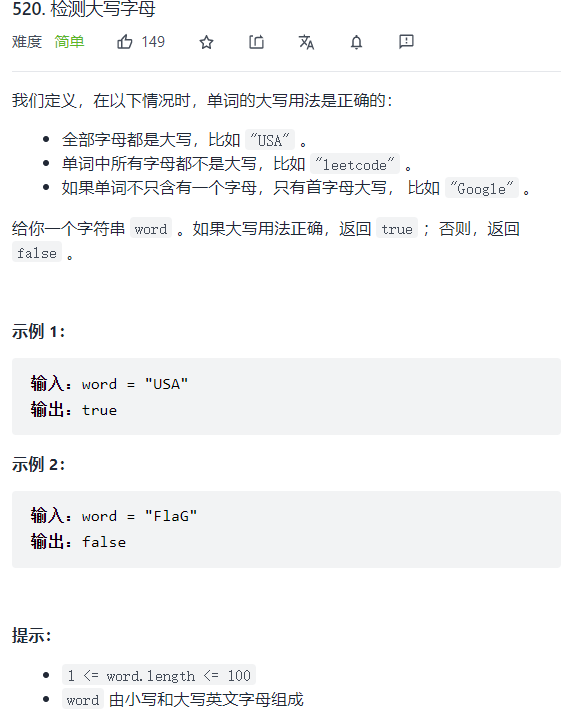 520. 检测大写字母
难度 简单 149
我们定义，在以下情况时，单词的大写用法是正确的：
全部字母都是大写，比如 "USA" 。
单词中所有字母都不是大写，比如 "leetcode" 。
如果单词不只含有一个字母，只有首字母大写， 比如 "Google" 。
给你一个字符串 word 。如果大写用法正确，返回 true ；否则，返回
false 。
示例 1：
输入：word = "USA"
输出：true
示例 2：
输入：word = "FlaG"
输出：false
提示：
1 <= word.length <= 100
word 由小写和大写英文字母组成